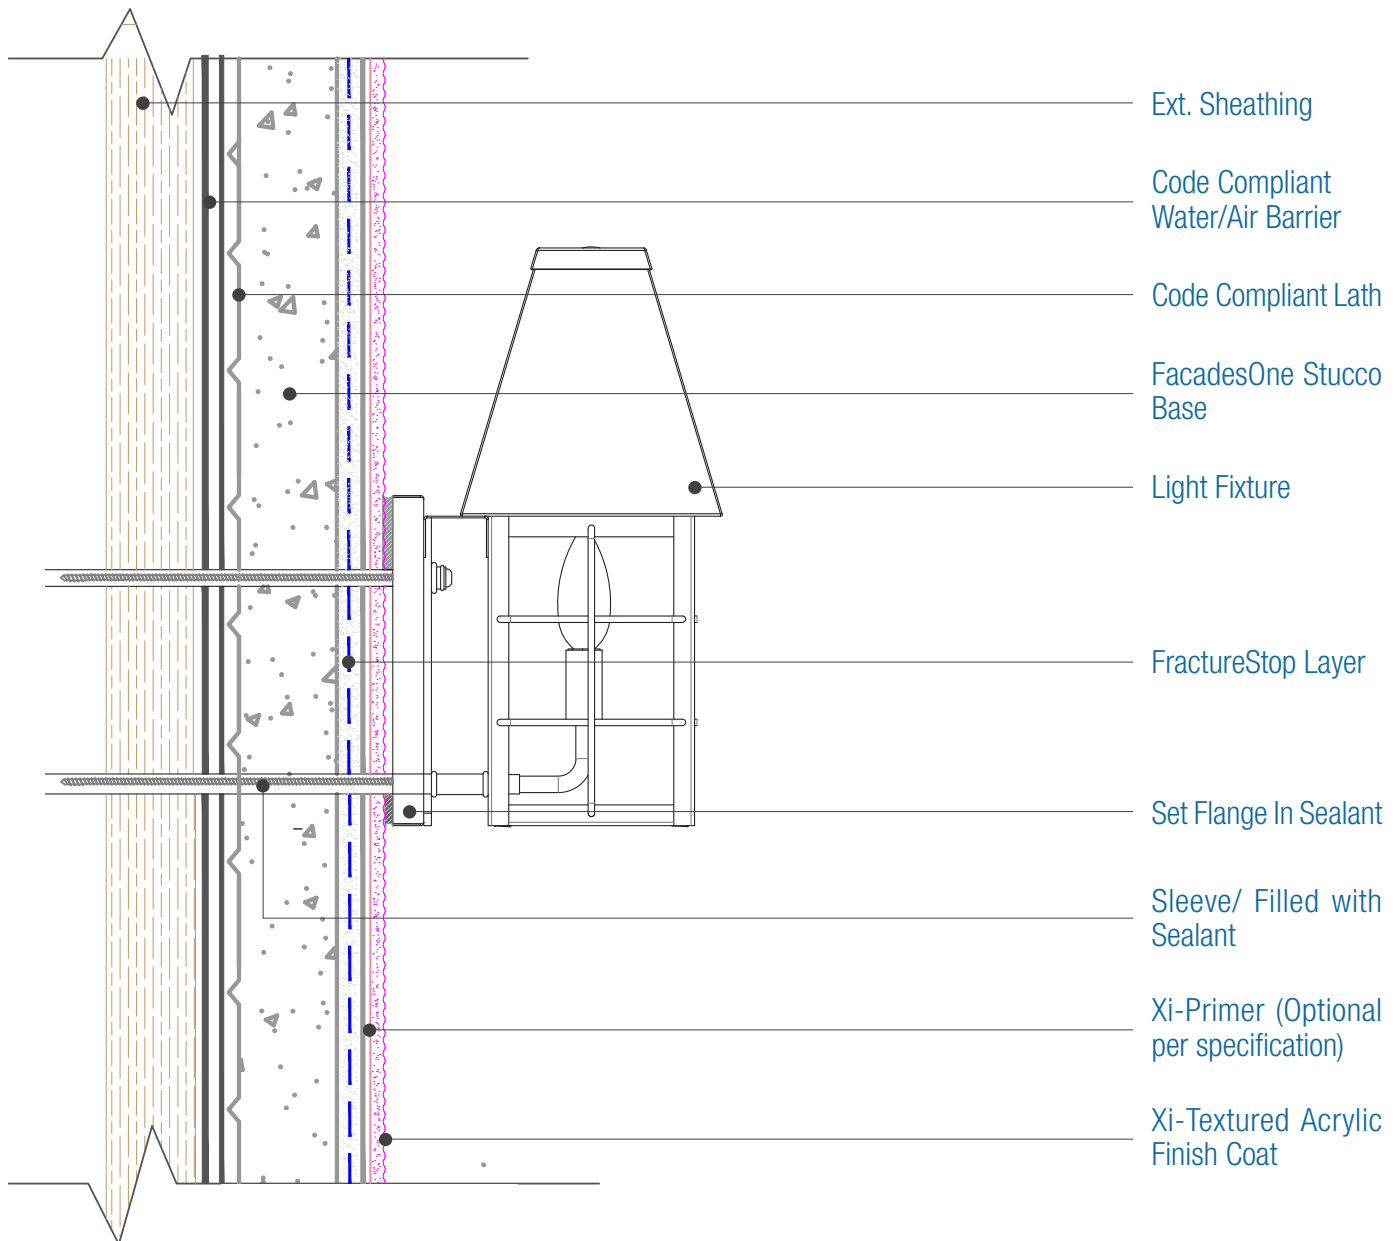 Ext. Sheathing
Code Compliant
Water/Air Barrier
Code Compliant Lath
FacadesOne Stucco
Base
Light Fixture
FractureStop Layer
Set Flange In Sealant
Sleeve/ Filled with
Sealant
Xi-Primer (Optional
per specification)
Xi-Textured Acrylic
Finish Coat